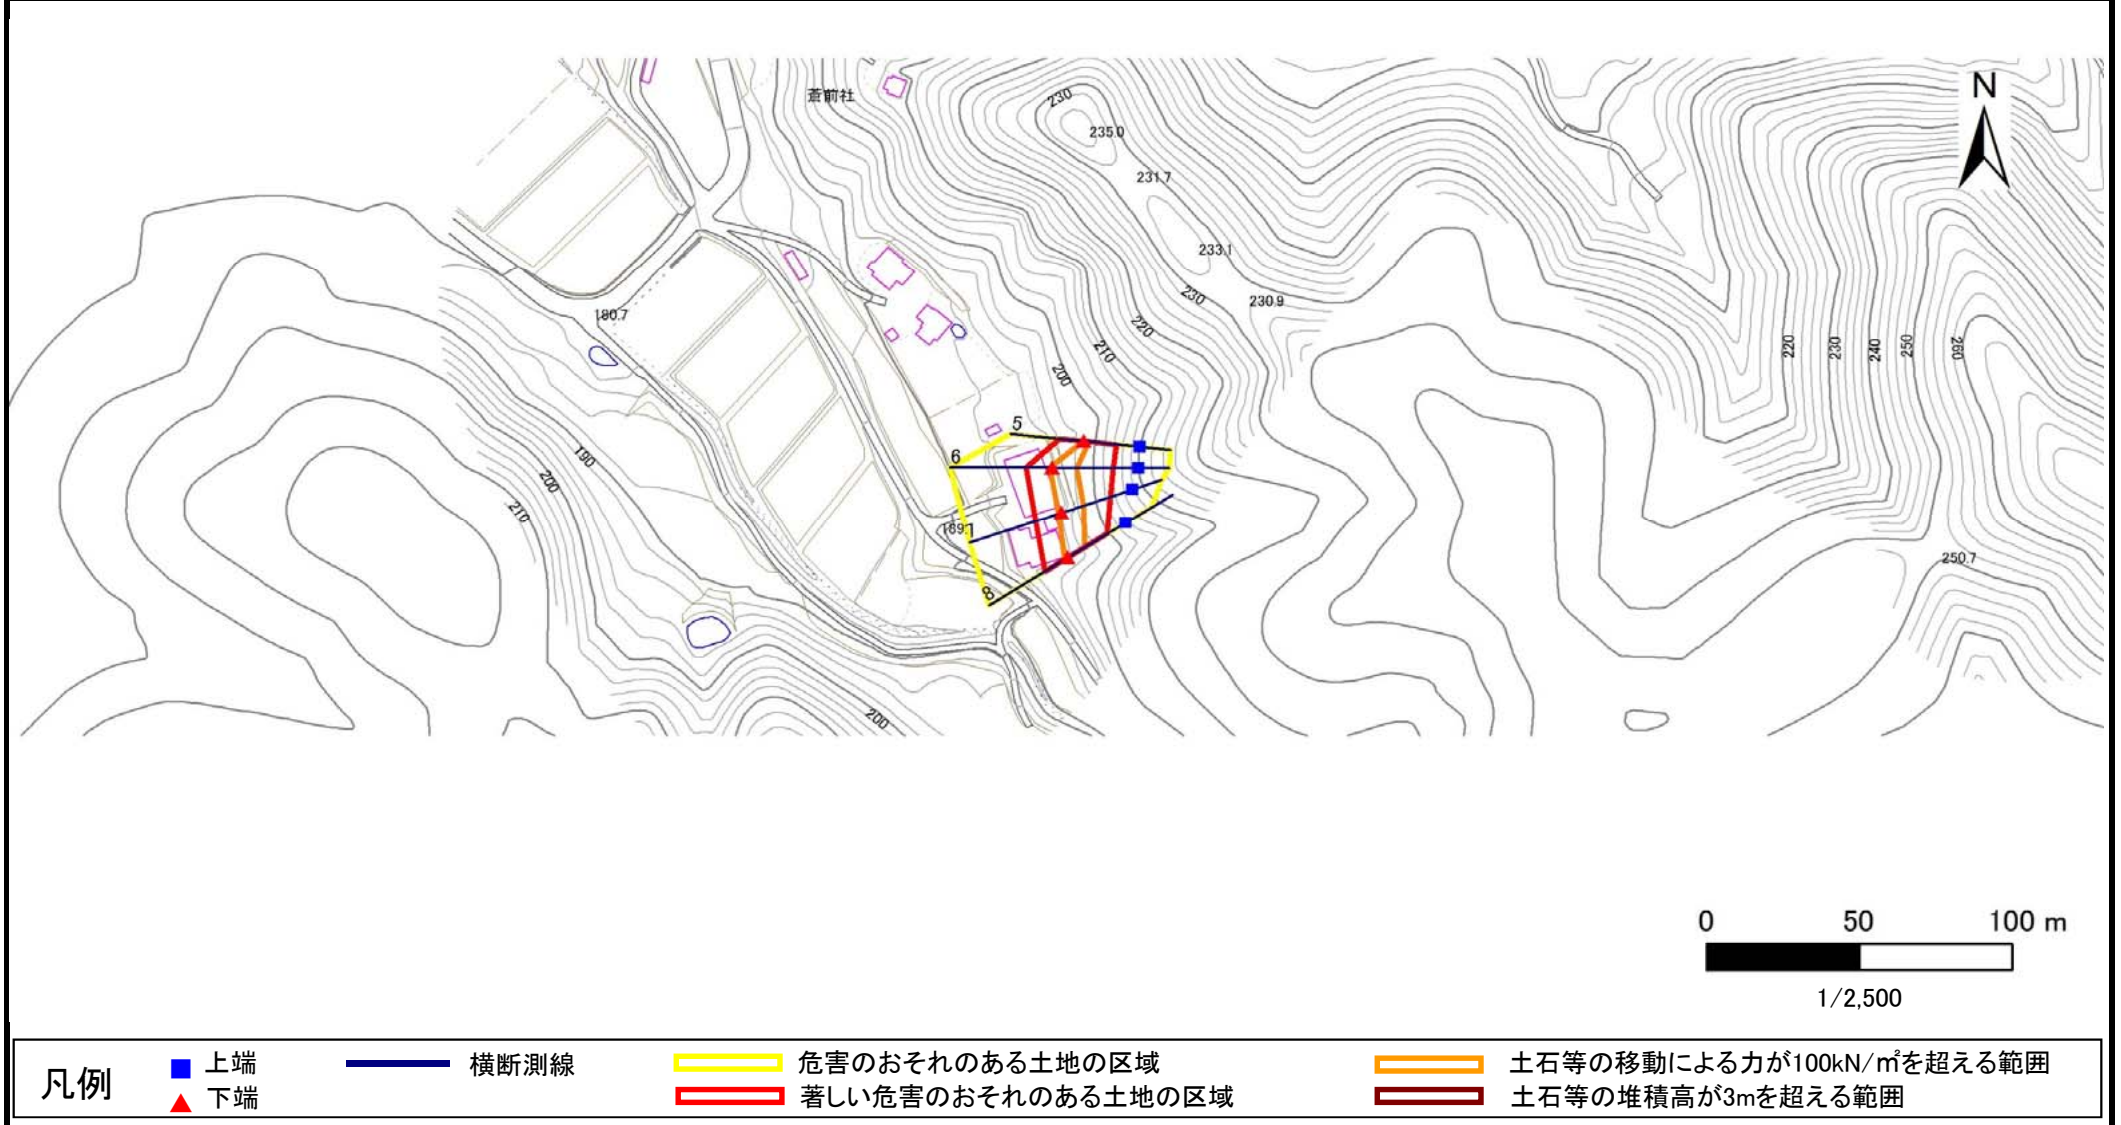 N
蒼前社
230
235.0
231.7
233.1
230
230.9
180.7
220
210
200
220
230
240
250
260
5
6
190
200
210
189.1
250.7
8
200
0 50 100 m
1/2,500
凡例
上端
下端
横断測線
危害のおそれのある土地の区域
著しい危害のおそれのある土地の区域
土石等の移動による力が100kN/㎡を超える範囲
土石等の堆積高が3mを超える範囲